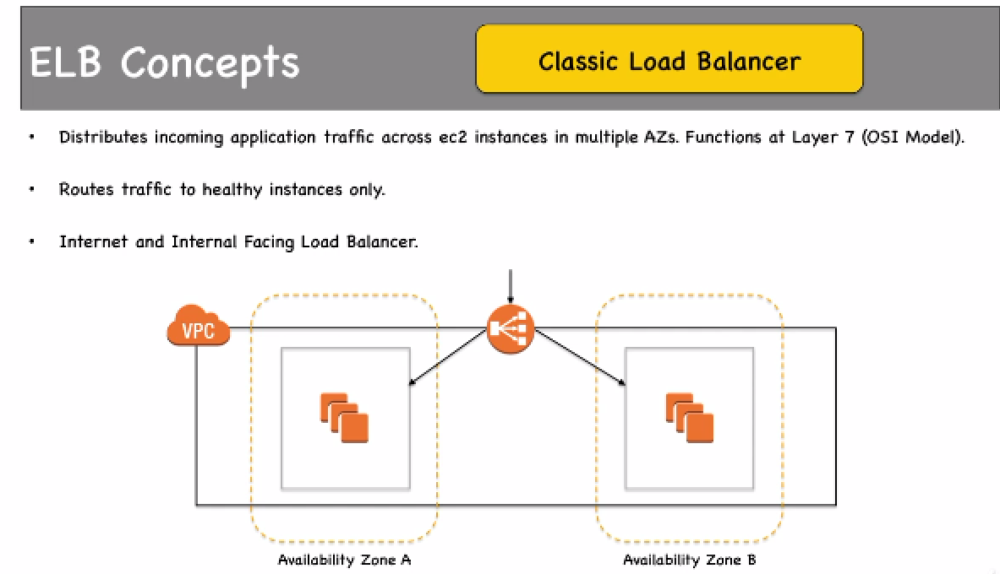 ELB Concepts
Classic Load Balancer
• Distributes incoming application traffic across ec2 instances in multiple AZs. Functions at Layer 7 (OSI Model).
• Routes traffic to healthy instances only.
• Internet and Internal Facing Load Balancer.
VPC
Availability Zone A
Availability Zone B